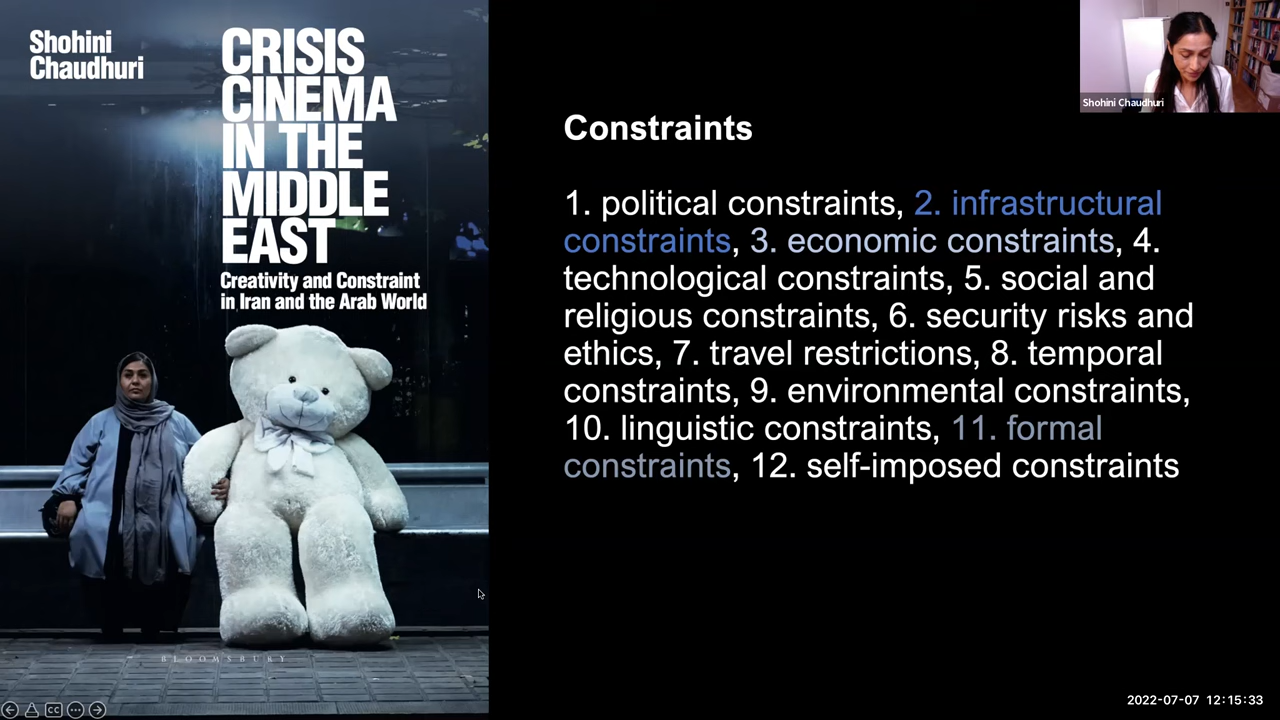 Shohini
Chaudhuri
CRISIS
CINEMA
IN THE
MIDDLE
EAST
Creativity and Constraint
in Iran and the Arab World
BLOOMSBURY
Constraints
1. political constraints, 2. infrastructural
constraints, 3. economic constraints, 4.
technological constraints, 5. social and
religious constraints, 6. security risks and
ethics, 7. travel restrictions, 8. temporal
constraints, 9. environmental constraints,
10. linguistic constraints, 11. formal
constraints, 12. self-imposed constraints
Shohini Chaudhuri
CC
2022-07-07 12:15:33